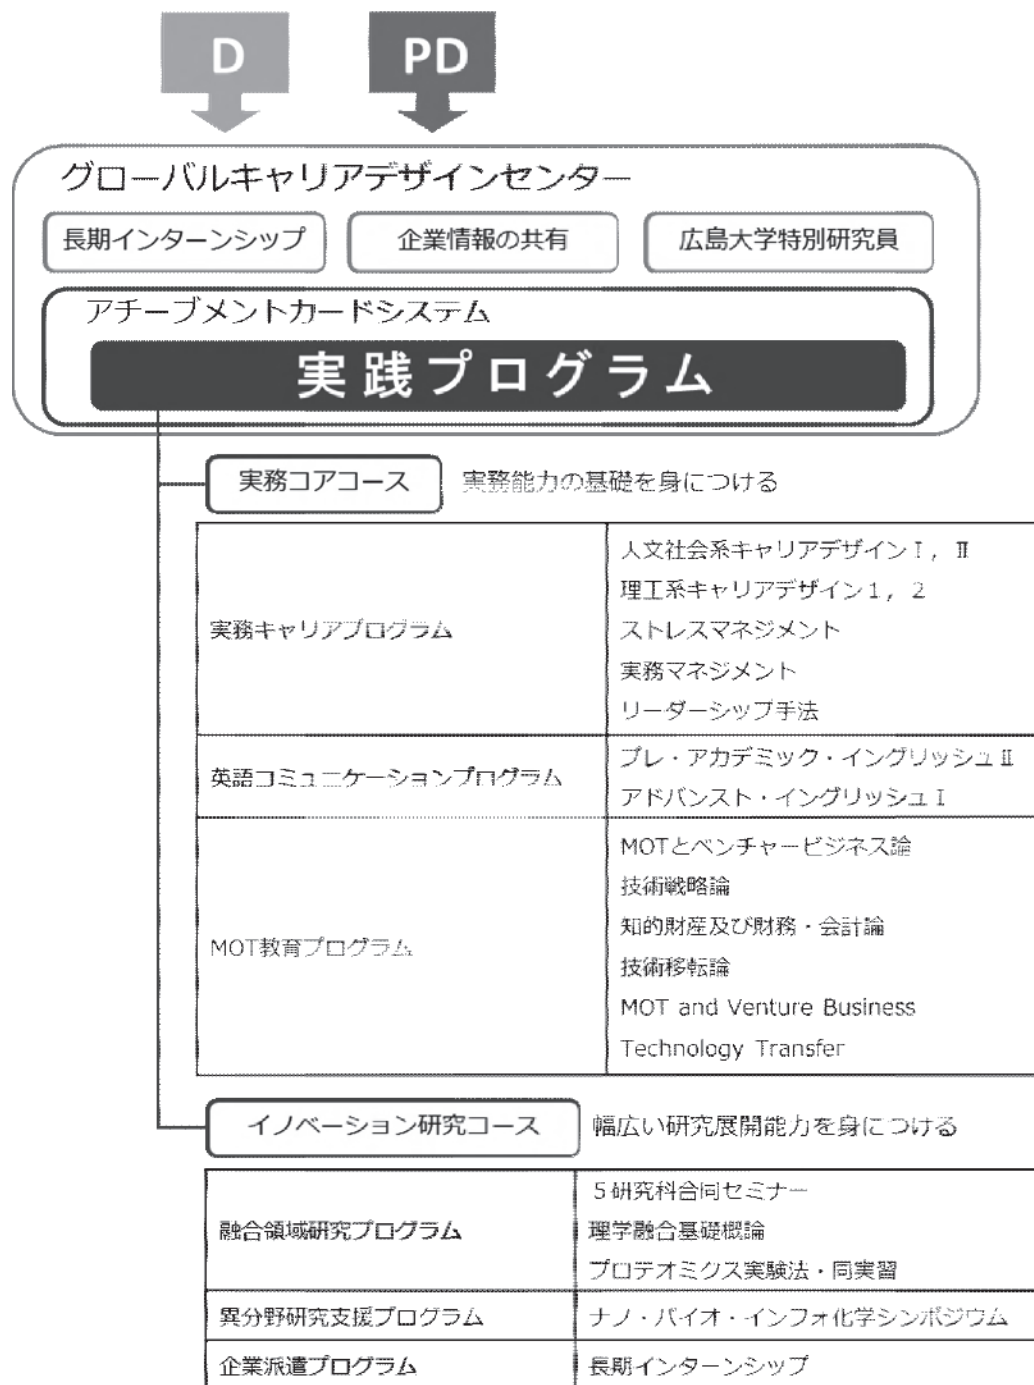 D
PD
グローバルキャリアデザインセンター
長期インターンシップ
企業情報の共有
広島大学特別研究員
アチーブメントカードシステム
実践プログラム
実務コアコース
実務能力の基礎を身につける
実務キャリアプログラム
人文社会系キャリアデザインⅠ，Ⅱ
理工系キャリアデザイン１，２
ストレスマネジメント
実務マネジメント
リーダーシップ手法
英語コミュニケーションプログラム
プレ・アカデミック・イングリッシュⅡ
アドバンスト・イングリッシュⅠ
MOT教育プログラム
MOTとベンチャービジネス論
技術戦略論
知的財産及び財務・会計論
技術移転論
MOT and Venture Business
Technology Transfer
イノベーション研究コース
幅広い研究展開能力を身につける
融合領域研究プログラム
５研究科合同セミナー
理学融合基礎概論
プロテオミクス実験法・同実習
異分野研究支援プログラム
ナノ・バイオ・インフォ化学シンポジウム
企業派遣プログラム
長期インターンシップ